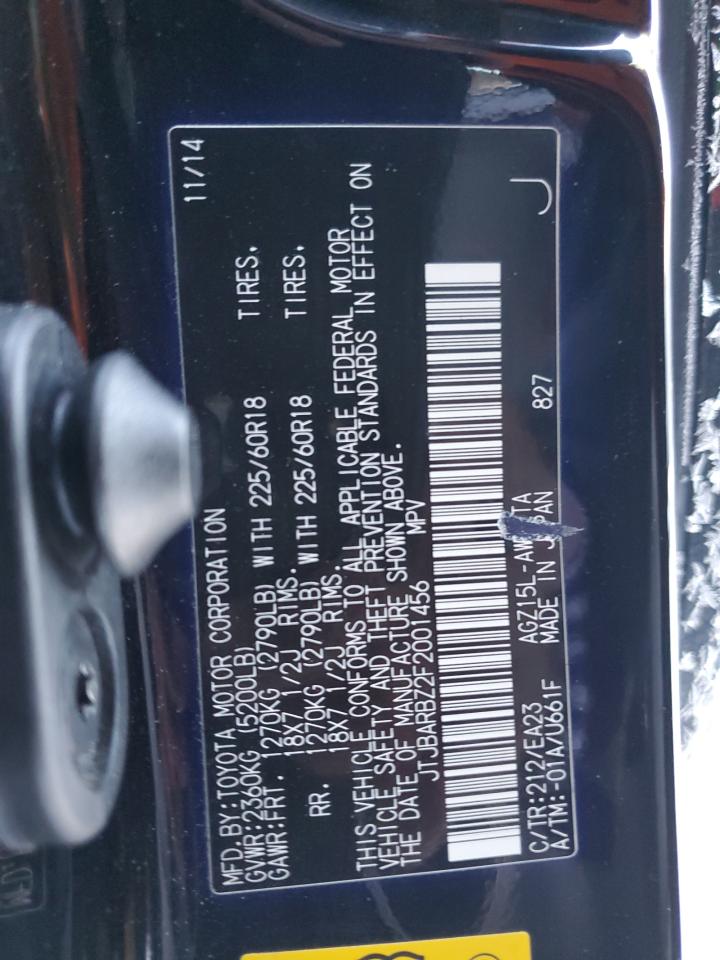 MFD. BY: TOYOTA MOTOR CORPORATION 11/14
GVWR: 2360KG (5200LB)
GAWR: FRT. 1270KG (2790LB) WITH 225/60R18 TIRES.
18X7 1/2J RIMS.
RR. 1270KG (2790LB) WITH 225/60R18 TIRES.
18X7 1/2J RIMS.
THIS VEHICLE CONFORMS TO ALL APPLICABLE FEDERAL MOTOR
VEHICLE SAFETY AND THEFT PREVENTION STANDARDS IN EFFECT ON
THE DATE OF MANUFACTURE SHOWN ABOVE.
JTJBARBZ2F2001456 MPV
C/TR: 212/EA23 827
A/TM: -01A/U661F MADE IN J